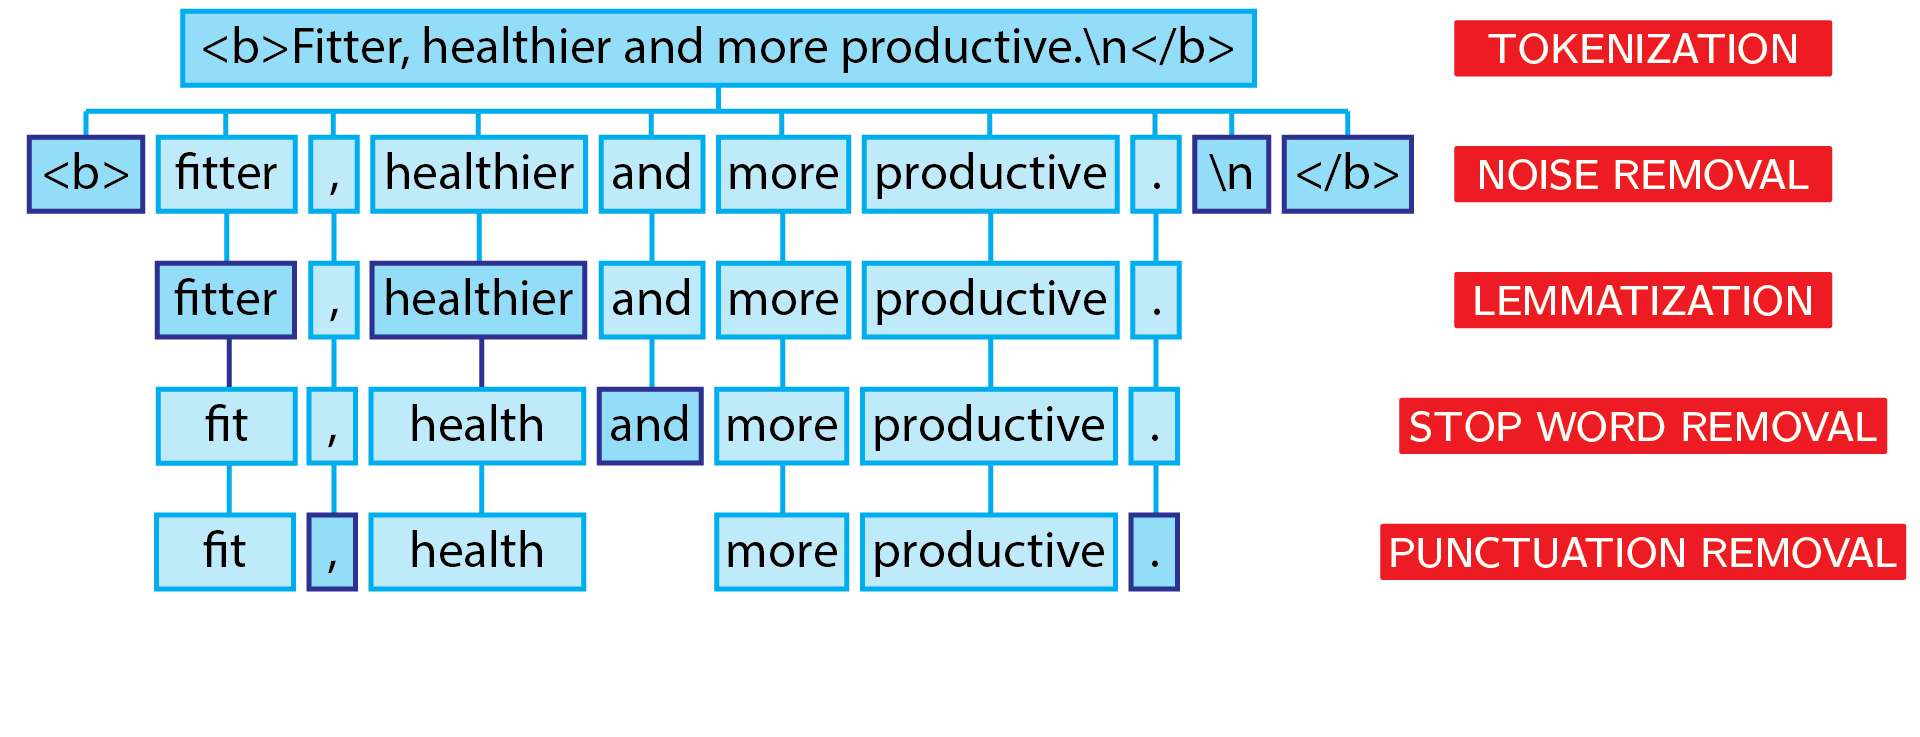 <b>Fitter, healthier and more productive.\n</b> TOKENIZATION
<b> fitter , healthier and more productive . \n </b> NOISE REMOVAL
fitter , healthier and more productive . LEMMATIZATION
fit , health and more productive . STOP WORD REMOVAL
fit , health more productive . PUNCTUATION REMOVAL